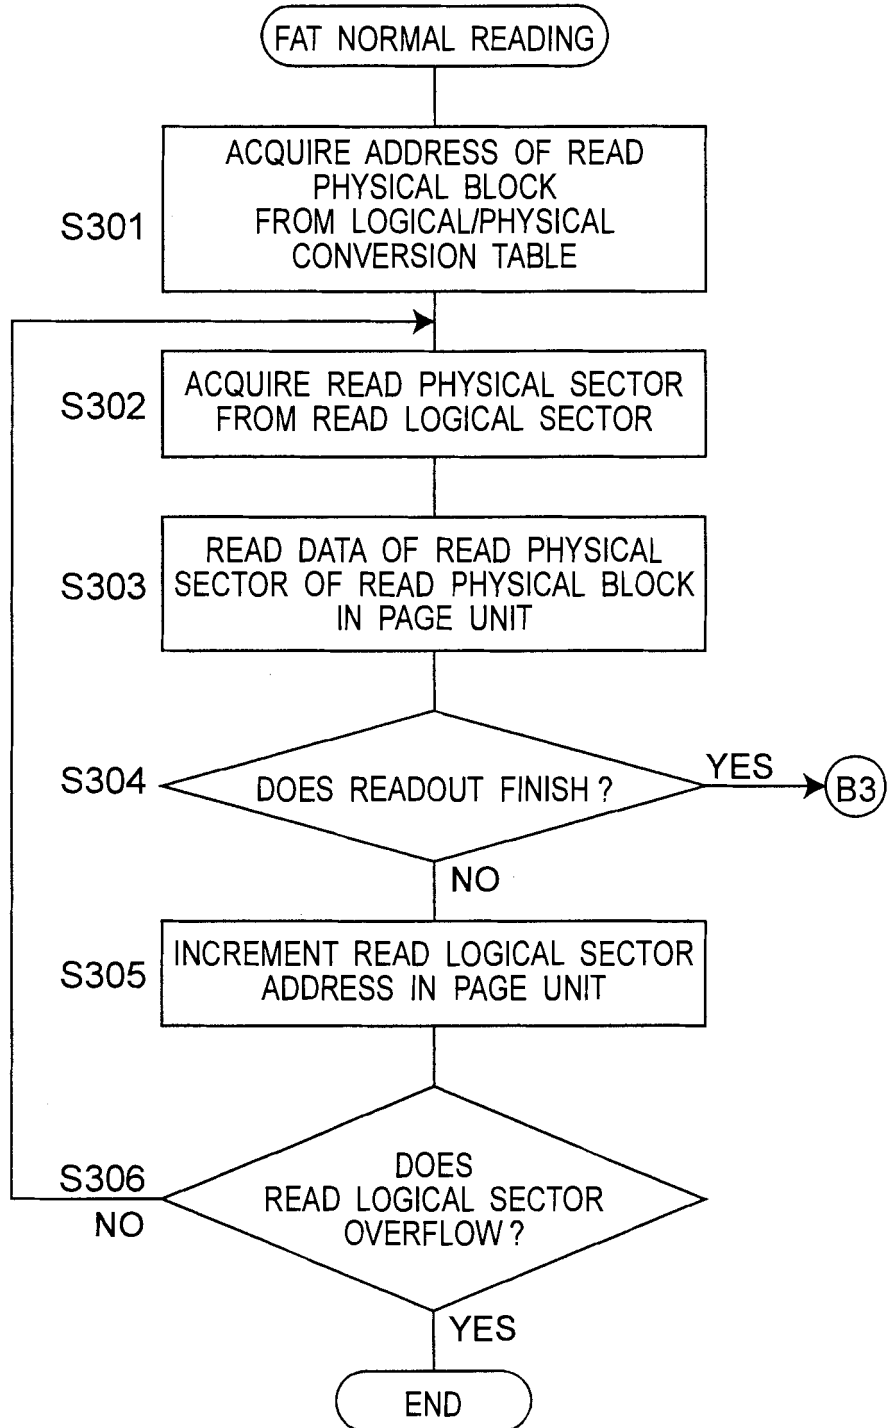 FAT NORMAL READING
S301
ACQUIRE ADDRESS OF READ
PHYSICAL BLOCK
FROM LOGICAL/PHYSICAL
CONVERSION TABLE
S302
ACQUIRE READ PHYSICAL SECTOR
FROM READ LOGICAL SECTOR
S303
READ DATA OF READ PHYSICAL
SECTOR OF READ PHYSICAL BLOCK
IN PAGE UNIT
S304
DOES READOUT FINISH ?
YES
B3
NO
S305
INCREMENT READ LOGICAL SECTOR
ADDRESS IN PAGE UNIT
S306
NO
DOES
READ LOGICAL SECTOR
OVERFLOW ?
YES
END